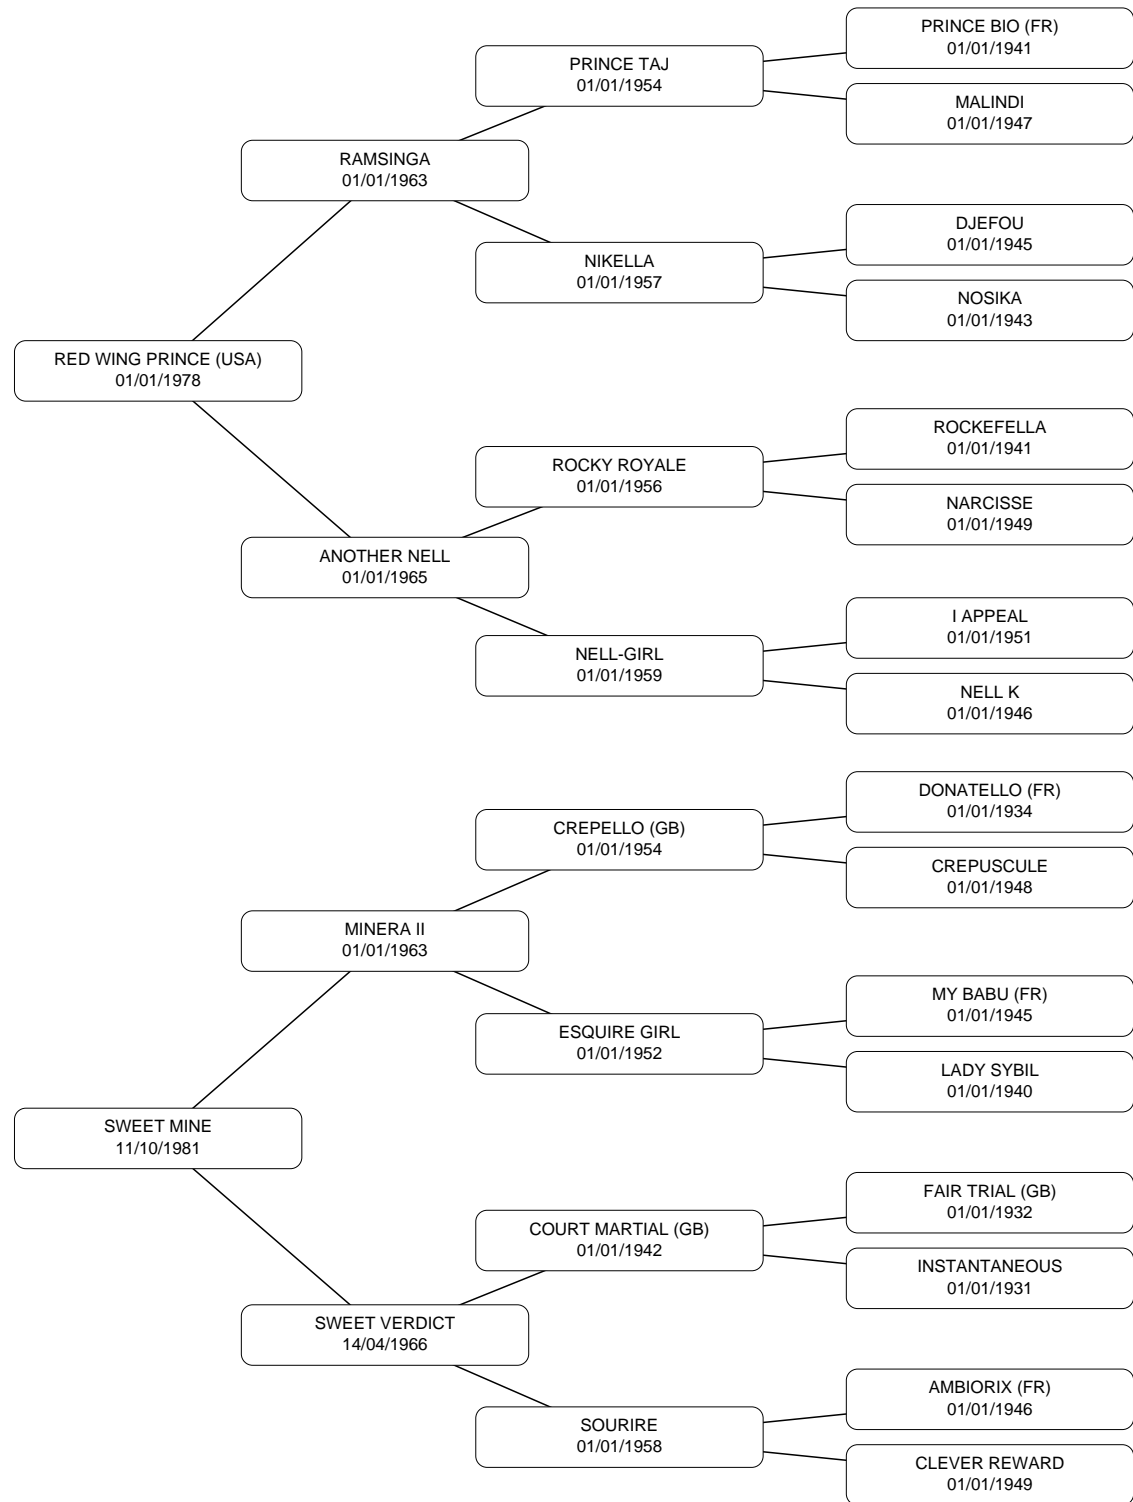 PRINCE BIO (FR)
01/01/1941
PRINCE TAJ
01/01/1954
MALINDI
01/01/1947
RAMSINGA
01/01/1963
DJEFOU
01/01/1945
NIKELLA
01/01/1957
NOSIKA
01/01/1943
RED WING PRINCE (USA)
01/01/1978
ROCKEFELLA
01/01/1941
ROCKY ROYALE
01/01/1956
NARCISSE
01/01/1949
ANOTHER NELL
01/01/1965
I APPEAL
01/01/1951
NELL-GIRL
01/01/1959
NELL K
01/01/1946
DONATELLO (FR)
01/01/1934
CREPELLO (GB)
01/01/1954
CREPUSCULE
01/01/1948
MINERA II
01/01/1963
MY BABU (FR)
01/01/1945
ESQUIRE GIRL
01/01/1952
LADY SYBIL
01/01/1940
SWEET MINE
11/10/1981
FAIR TRIAL (GB)
01/01/1932
COURT MARTIAL (GB)
01/01/1942
INSTANTANEOUS
01/01/1931
SWEET VERDICT
14/04/1966
AMBIORIX (FR)
01/01/1946
SOURIRE
01/01/1958
CLEVER REWARD
01/01/1949